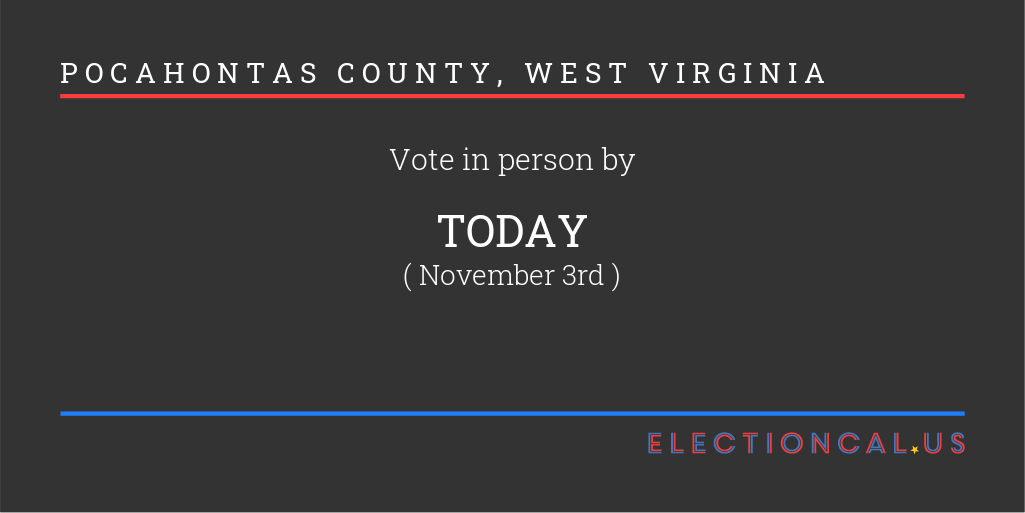 POCAHONTAS COUNTY, WEST VIRGINIA
Vote in person by
TODAY
( November 3rd )
ELECTIONCAL.US